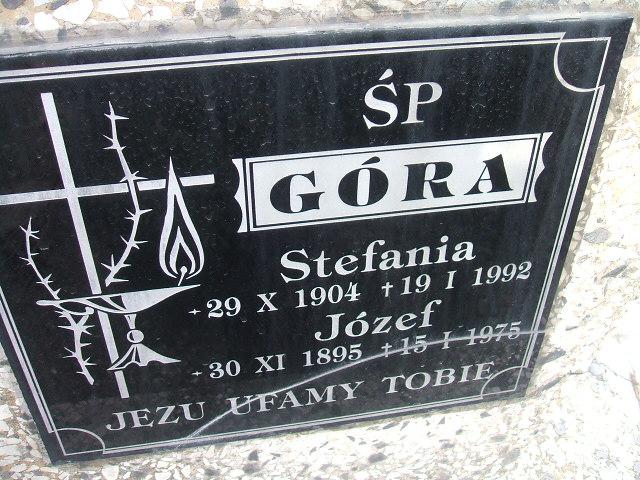 ŚP
GÓRA
Stefania
+29 X 1904 †19 I 1992
Józef
+30 XI 1895 †15 I 1975
JEZU UFAMY TOBIE